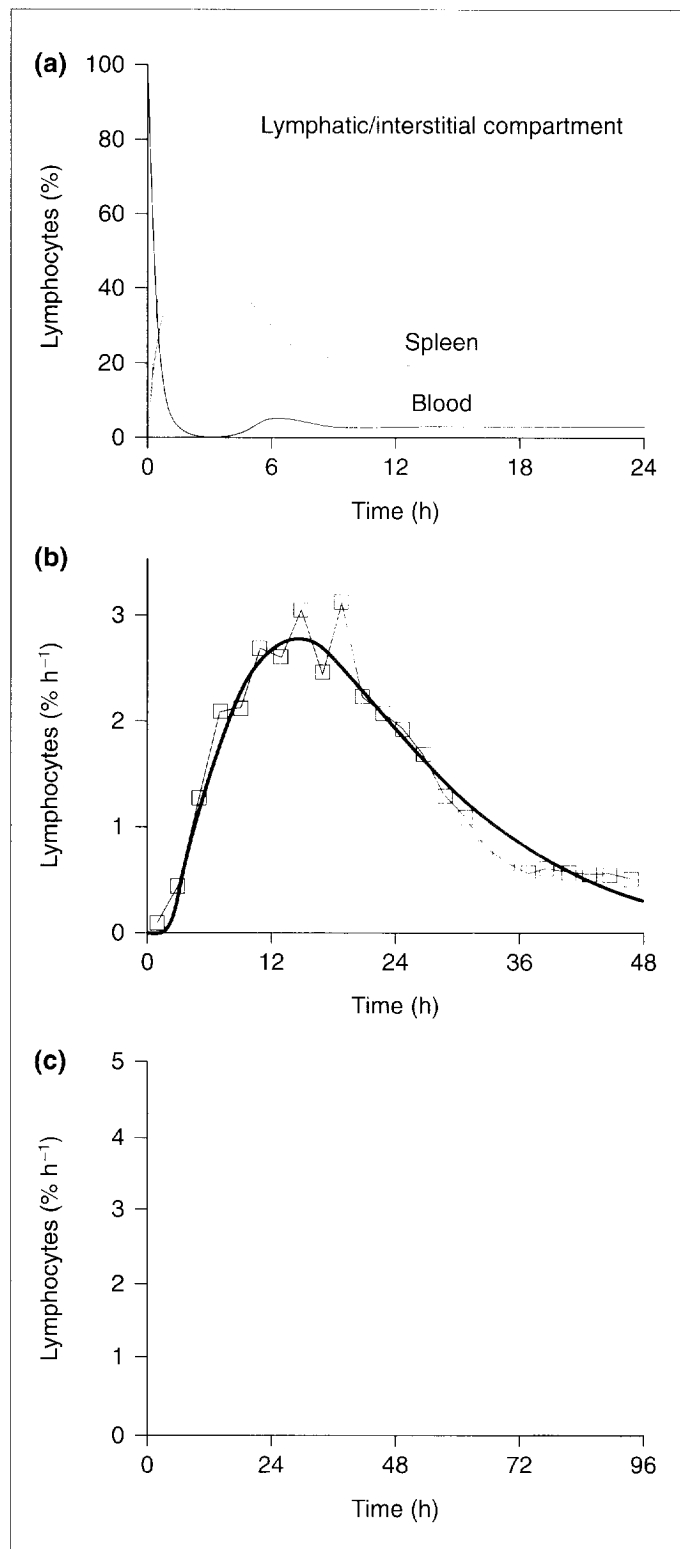 (a)
100
80
60
40
20
0
Lymphocytes (%)
Lymphatic/interstitial compartment
Spleen
Blood
0 6 12 18 24
Time (h)
(b)
3
2
1
0
Lymphocytes (% h⁻¹)
0 12 24 36 48
Time (h)
(c)
5
4
3
2
1
0
Lymphocytes (% h⁻¹)
0 24 48 72 96
Time (h)